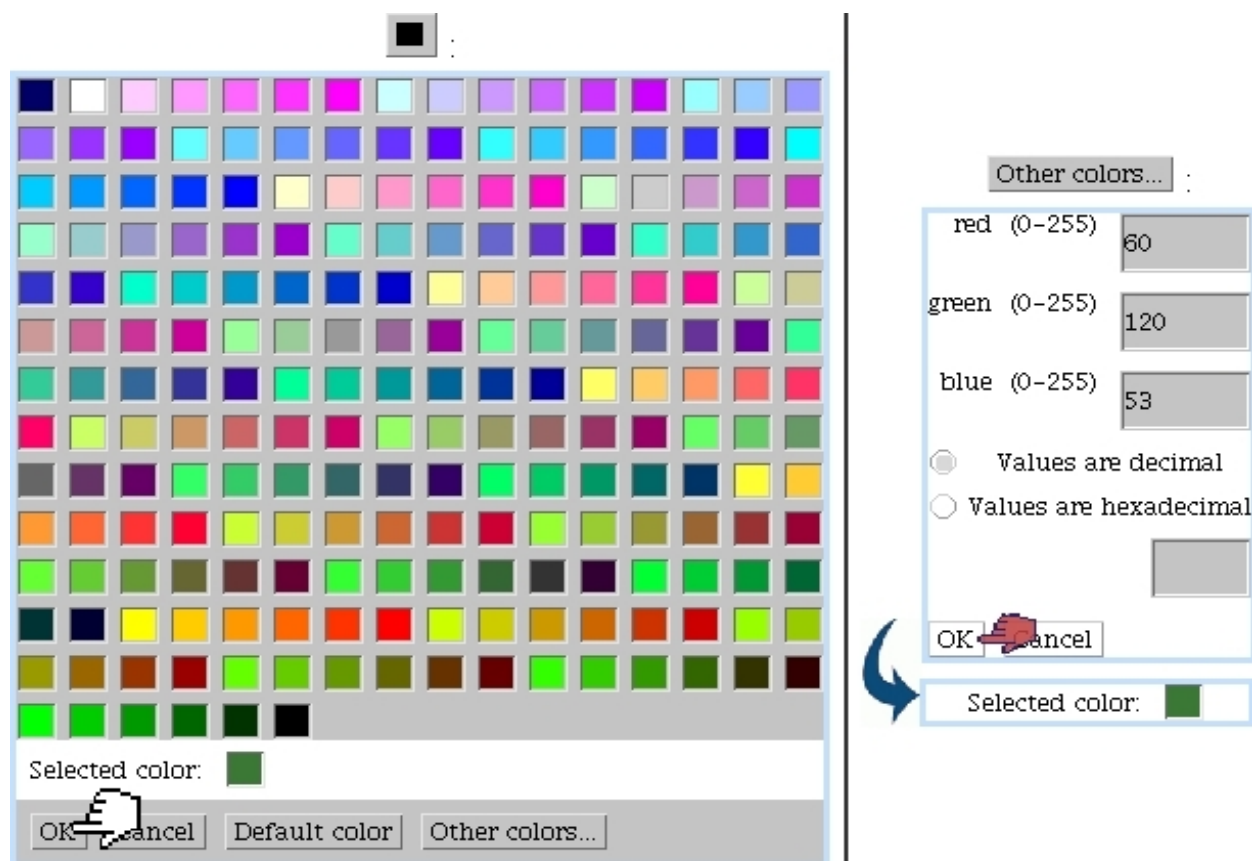 :
Selected color:
OK Cancel Default color Other colors...
Other colors... :
red (0-255) 60
green (0-255) 120
blue (0-255) 53
Values are decimal
Values are hexadecimal
OK Cancel
Selected color: